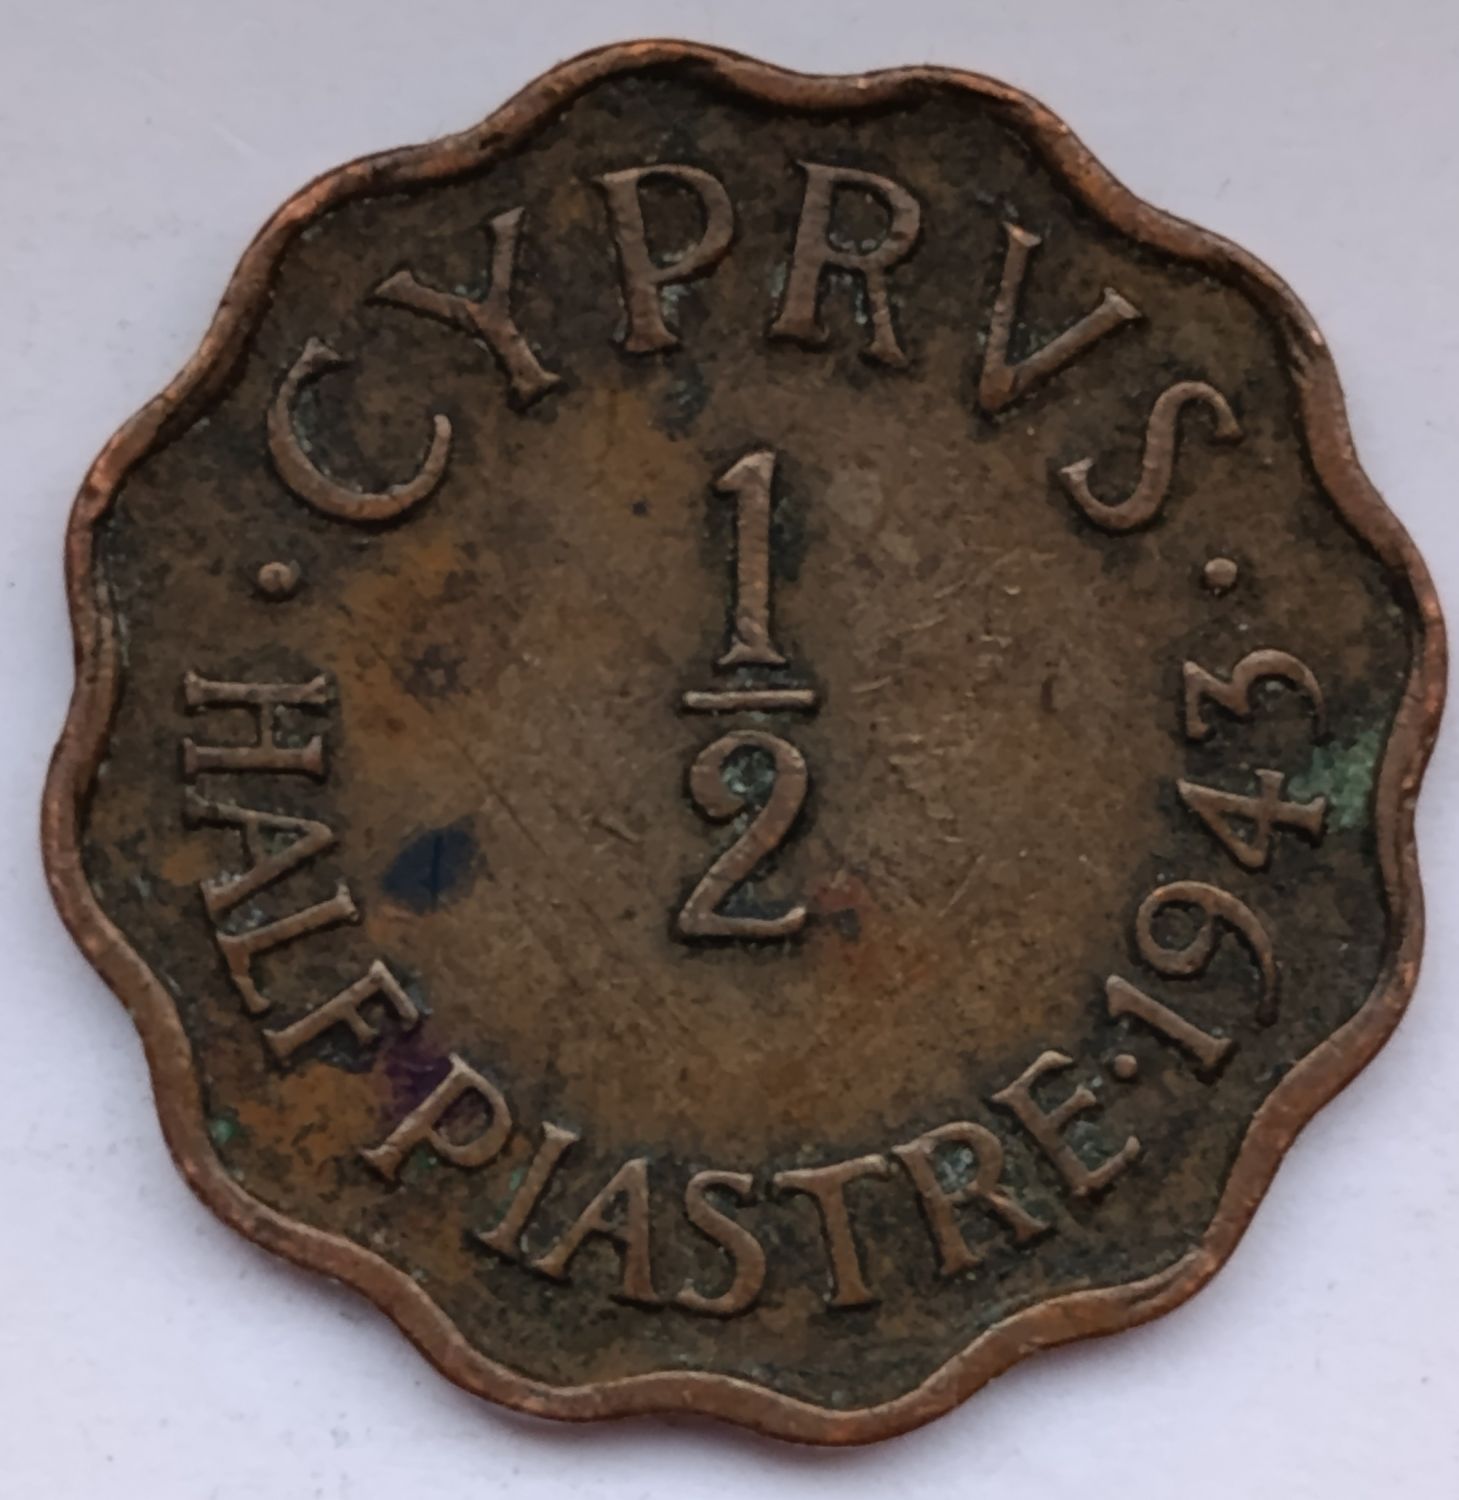 CYPRVS
1
2
· HALF PIASTRE · 1943 ·